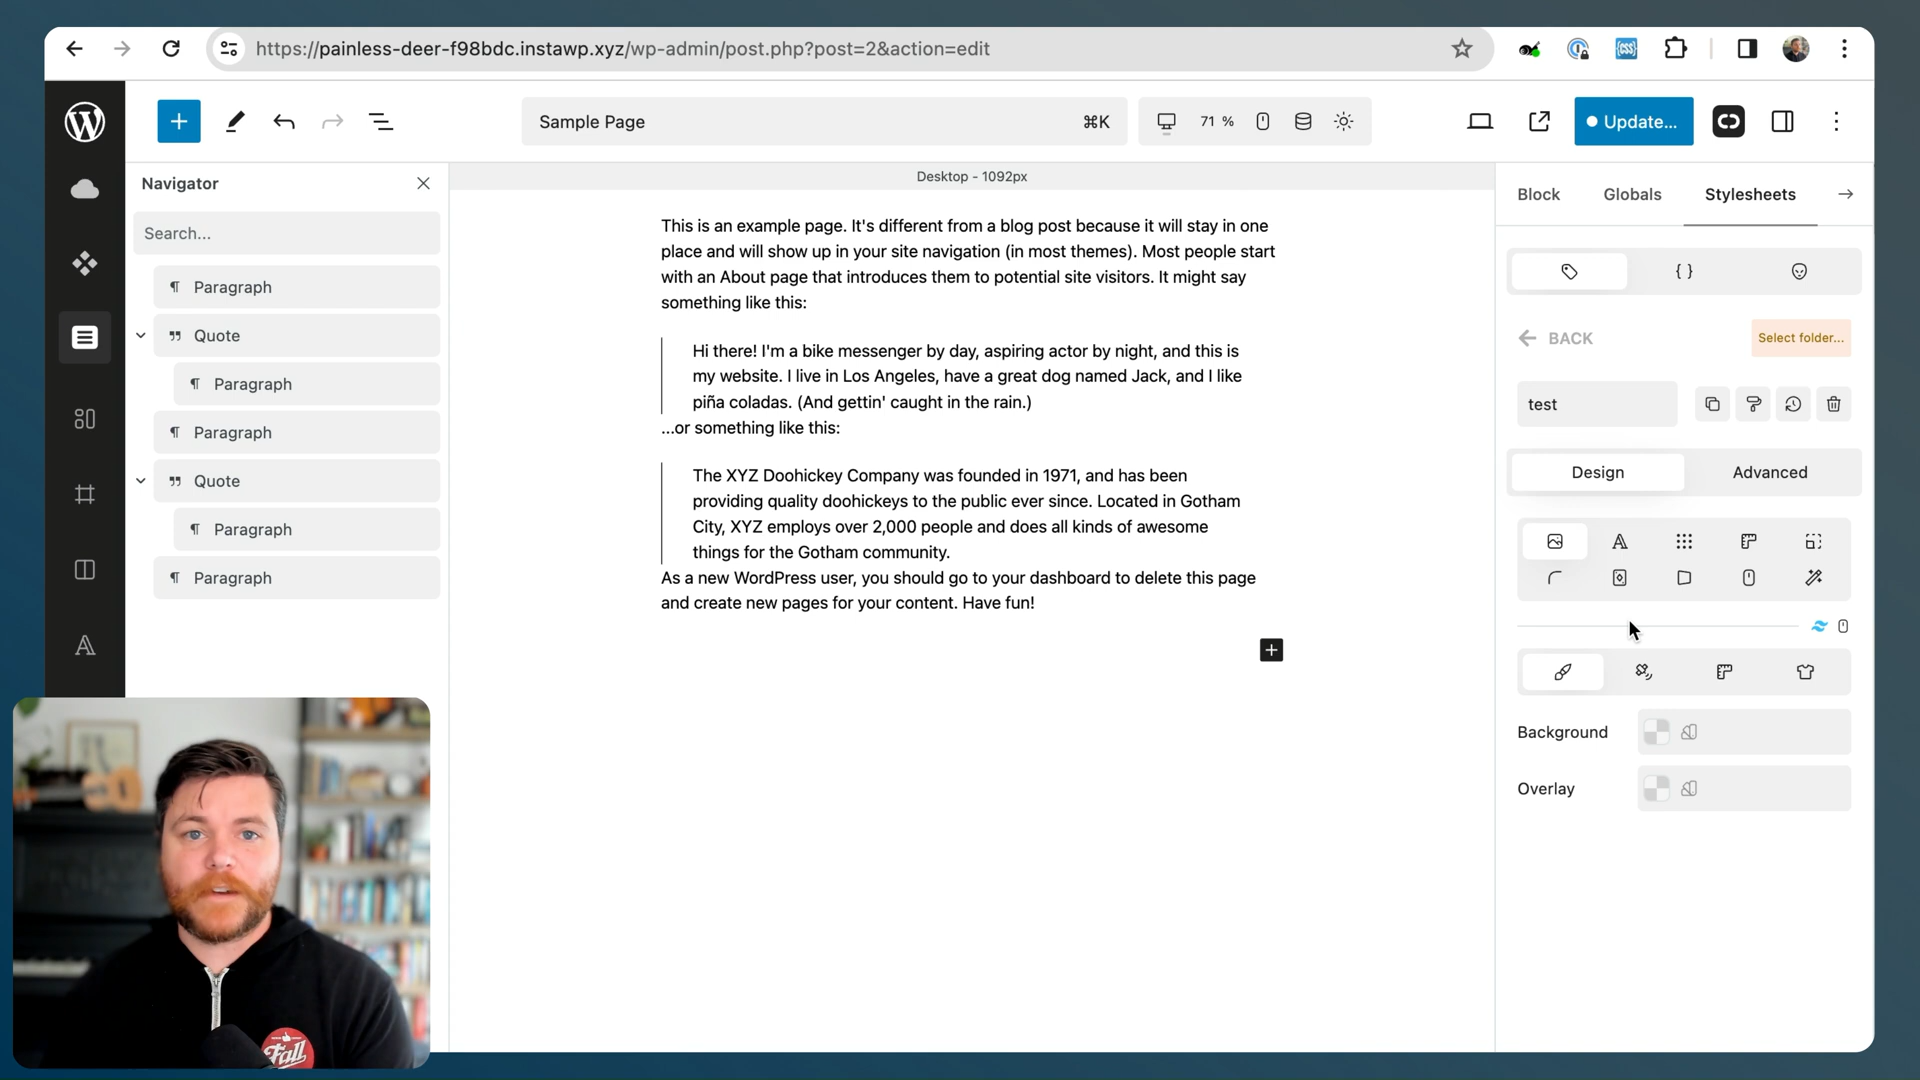 https://painless-deer-f98bdc.instawp.xyz/wp-admin/post.php?post=2&action=edit
Sample Page
⌘K
71 %
Update...
Navigator
Search...
Paragraph
Quote
Paragraph
Paragraph
Quote
Paragraph
Paragraph
Desktop - 1092px
This is an example page. It's different from a blog post because it will stay in one
place and will show up in your site navigation (in most themes). Most people start
with an About page that introduces them to potential site visitors. It might say
something like this:
Hi there! I'm a bike messenger by day, aspiring actor by night, and this is
my website. I live in Los Angeles, have a great dog named Jack, and I like
piña coladas. (And gettin' caught in the rain.)
...or something like this:
The XYZ Doohickey Company was founded in 1971, and has been
providing quality doohickeys to the public ever since. Located in Gotham
City, XYZ employs over 2,000 people and does all kinds of awesome
things for the Gotham community.
As a new WordPress user, you should go to your dashboard to delete this page
and create new pages for your content. Have fun!
Block
Globals
Stylesheets
{ }
BACK
Select folder...
test
Design
Advanced
Background
Overlay
Fall